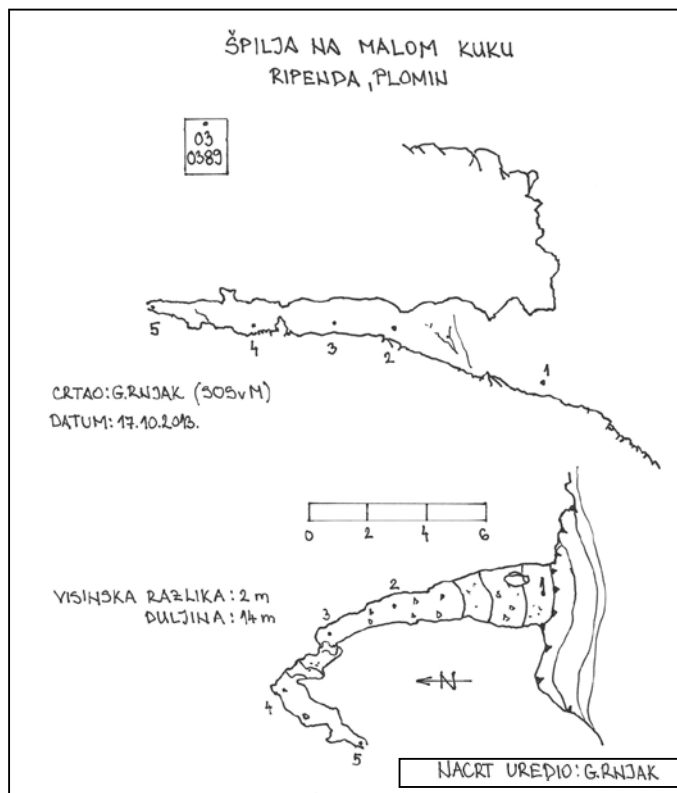 ŠPILJA NA MALOM KUKU
RIPENDA, PLOMIN
03
0389
5
4
3
2
1
CRTAO: G.RNJAK (SOSvM)
DATUM: 17.10.2013.
0 2 4 6
VISINSKA RAZLIKA: 2 m
DULJINA: 14 m
2
1
3
N
4
5
NACRT UREDIO: G.RNJAK